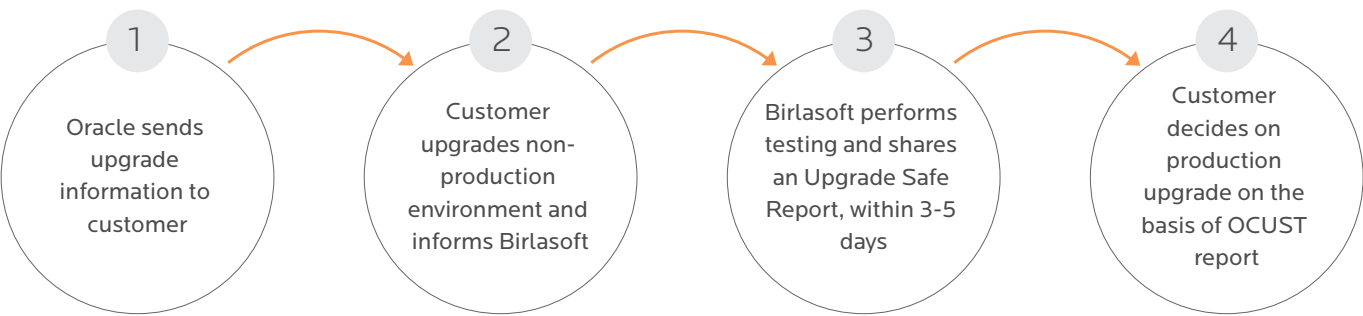 1
Oracle sends
upgrade
information to
customer
2
Customer
upgrades non-
production
environment and
informs Birlasoft
3
Birlasoft performs
testing and shares
an Upgrade Safe
Report, within 3-5
days
4
Customer
decides on
production
upgrade on the
basis of OCUST
report